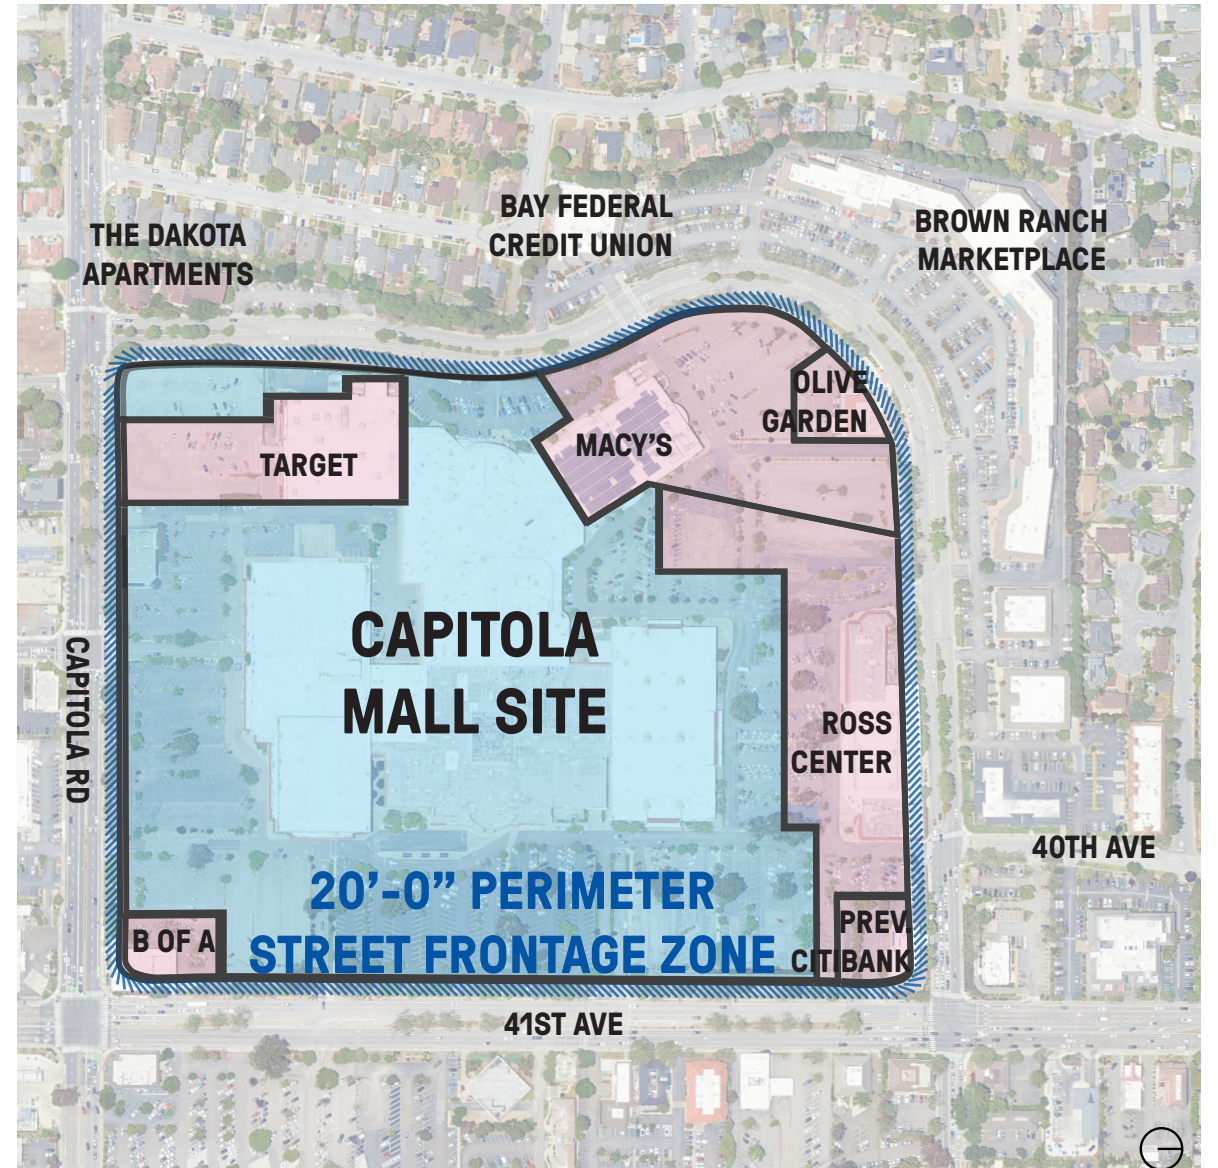 BAY FEDERAL
CREDIT UNION
BROWN RANCH
MARKETPLACE
THE DAKOTA
APARTMENTS
OLIVE
GARDEN
MACY’S
TARGET
CAPITOLA
MALL SITE
CAPITOLA RD
ROSS
CENTER
40TH AVE
20’-0” PERIMETER
STREET FRONTAGE ZONE
B OF A
PREV.
CITIBANK
41ST AVE